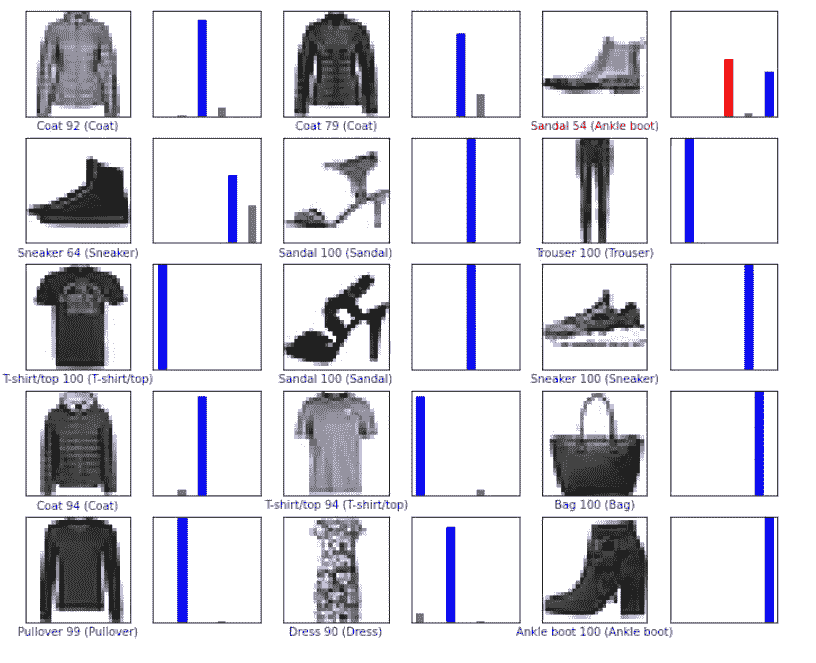 Coat 92 (Coat)
Coat 79 (Coat)
Sandal 54 (Ankle boot)
Sneaker 64 (Sneaker)
Sandal 100 (Sandal)
Trouser 100 (Trouser)
T-shirt/top 100 (T-shirt/top)
Sandal 100 (Sandal)
Sneaker 100 (Sneaker)
Coat 94 (Coat)
T-shirt/top 94 (T-shirt/top)
Bag 100 (Bag)
Pullover 99 (Pullover)
Dress 90 (Dress)
Ankle boot 100 (Ankle boot)